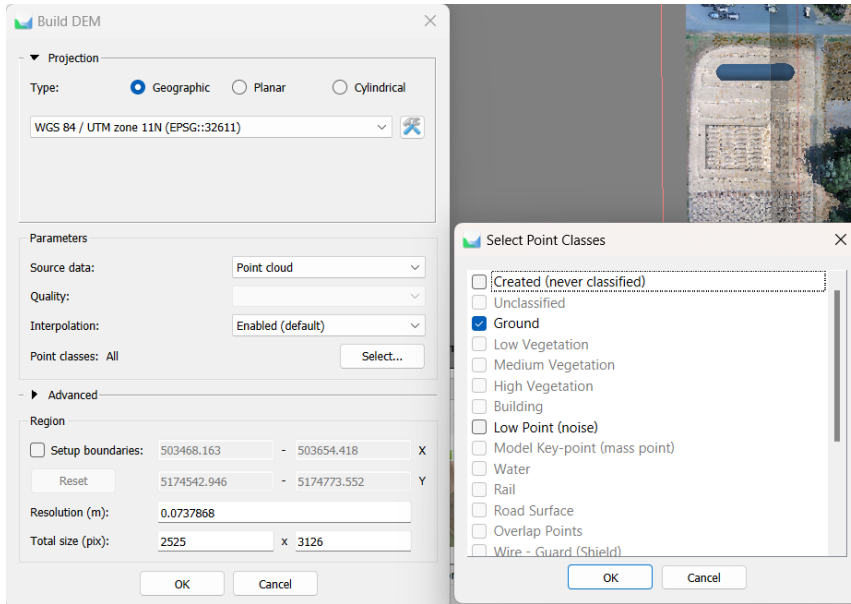 Build DEM
Projection
Type: Geographic Planar Cylindrical
WGS 84 / UTM zone 11N (EPSG::32611)
Parameters
Source data: Point cloud
Quality:
Interpolation: Enabled (default)
Point classes: All Select...
Advanced
Region
Setup boundaries: 503468.163 - 503654.418 X
Reset 5174542.946 - 5174773.552 Y
Resolution (m): 0.0737868
Total size (pix): 2525 x 3126
OK Cancel
Select Point Classes
Created (never classified)
Unclassified
Ground
Low Vegetation
Medium Vegetation
High Vegetation
Building
Low Point (noise)
Model Key-point (mass point)
Water
Rail
Road Surface
Overlap Points
Wire - Guard (Shield)
OK Cancel